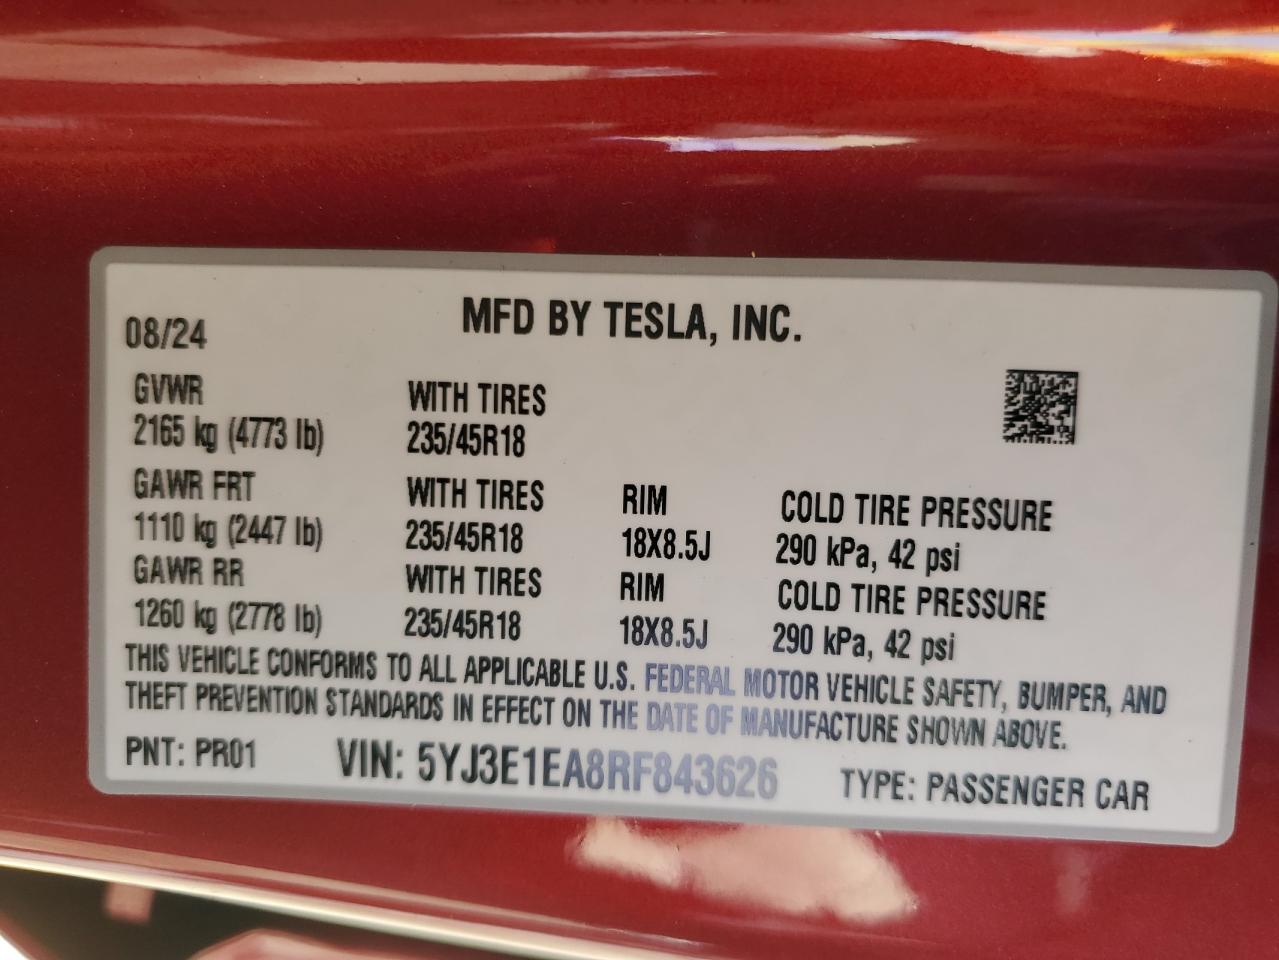 08/24 MFD BY TESLA, INC.
GVWR WITH TIRES
2165 kg (4773 lb) 235/45R18
GAWR FRT WITH TIRES RIM COLD TIRE PRESSURE
1110 kg (2447 lb) 235/45R18 18X8.5J 290 kPa, 42 psi
GAWR RR WITH TIRES RIM COLD TIRE PRESSURE
1260 kg (2778 lb) 235/45R18 18X8.5J 290 kPa, 42 psi
THIS VEHICLE CONFORMS TO ALL APPLICABLE U.S. FEDERAL MOTOR VEHICLE SAFETY, BUMPER, AND
THEFT PREVENTION STANDARDS IN EFFECT ON THE DATE OF MANUFACTURE SHOWN ABOVE.
PNT: PR01 VIN: 5YJ3E1EA8RF843626 TYPE: PASSENGER CAR